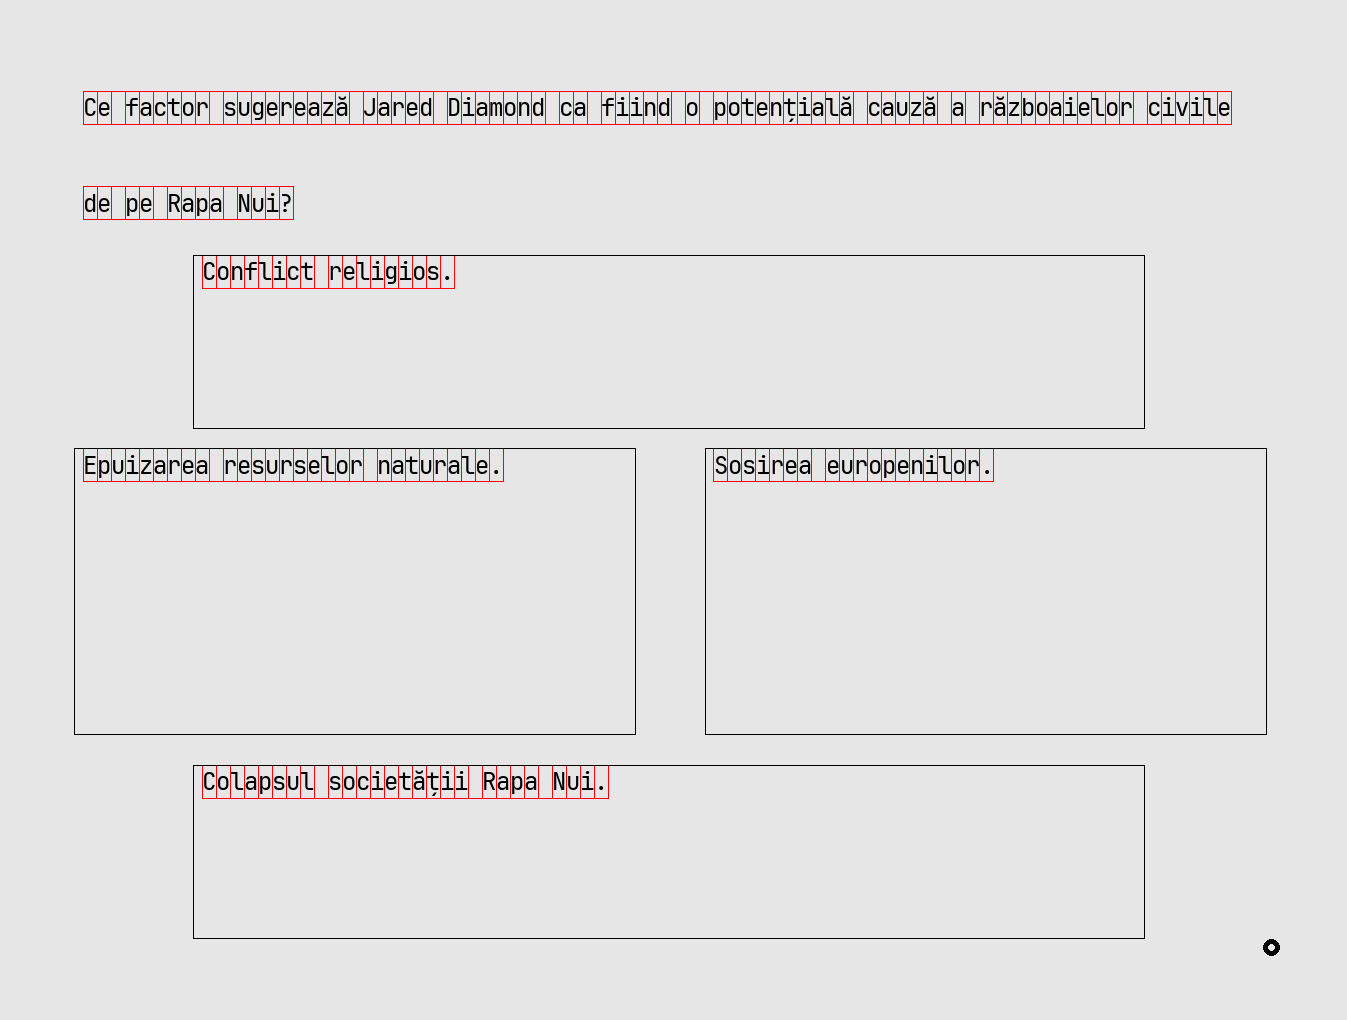 Ce factor sugerează Jared Diamond ca fiind o potențială cauză a războaielor civile
de pe Rapa Nui?
Conflict religios.
Epuizarea resurselor naturale.
Sosirea europenilor.
Colapsul societății Rapa Nui.